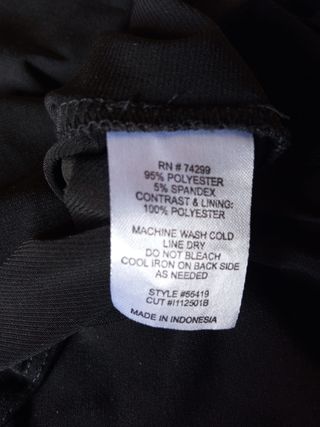 RN # 74299
95% POLYESTER
5% SPANDEX
CONTRAST & LINING:
100% POLYESTER
MACHINE WASH COLD
LINE DRY
DO NOT BLEACH
COOL IRON ON BACK SIDE
AS NEEDED
STYLE #55419
CUT #I112501B
MADE IN INDONESIA